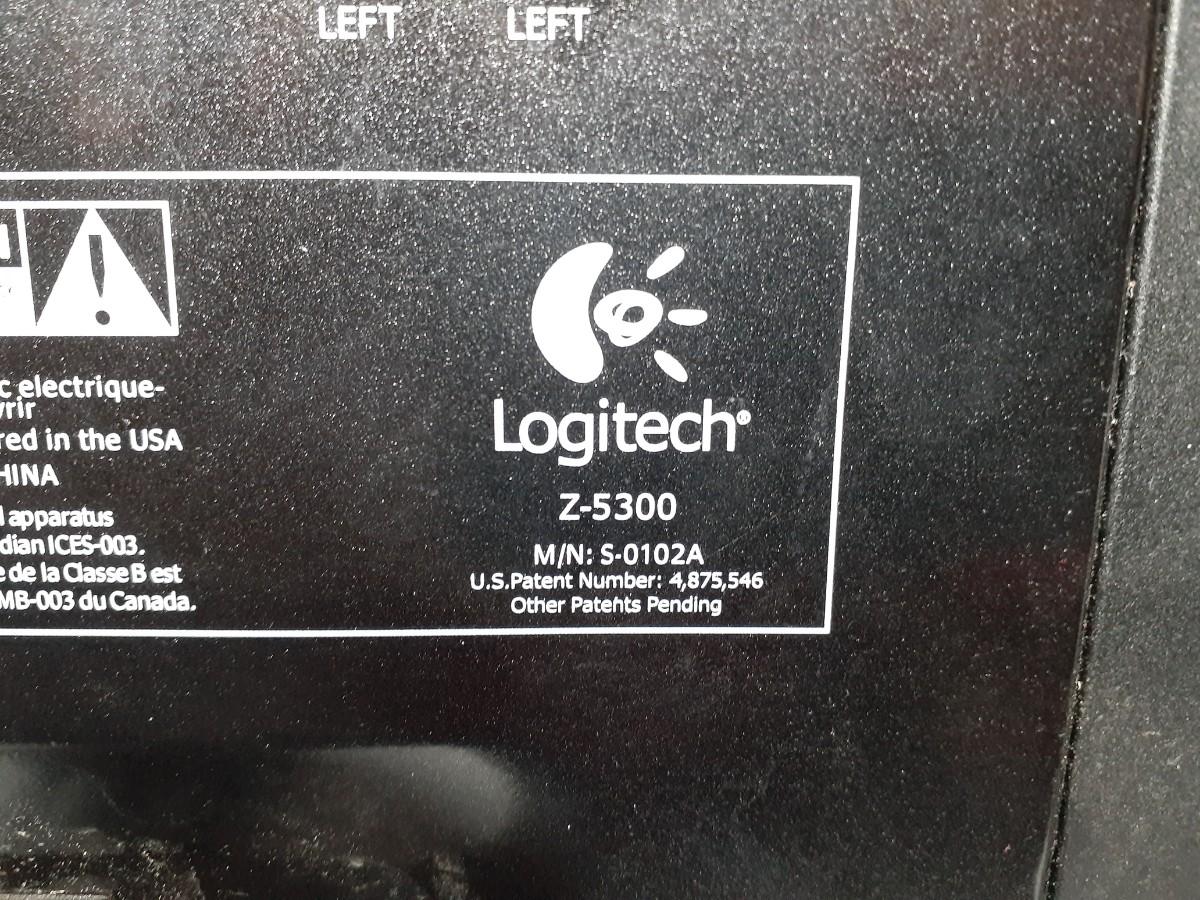 LEFT LEFT
c electrique-
vrir
red in the USA
HINA
l apparatus
dian ICES-003.
e de la Classe B est
MB-003 du Canada.
Logitech®
Z-5300
M/N: S-0102A
U.S.Patent Number: 4,875,546
Other Patents Pending